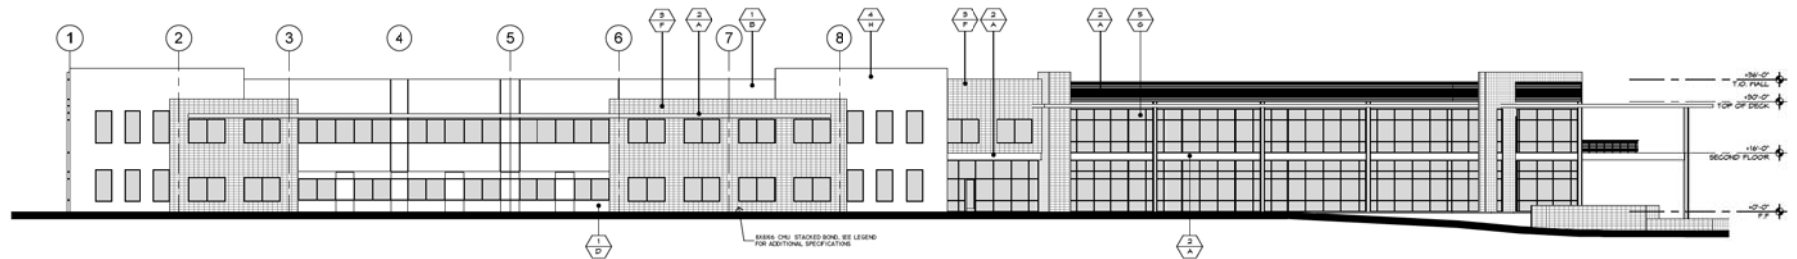 1
2
3
4
5
6
7
8
3
F
2
A
1
B
4
H
3
F
2
A
2
A
5
G
+36'-0"
T.O. WALL
+30'-0"
TOP OF DECK
+16'-0"
SECOND FLOOR
+0'-0"
F.F
8X8X6 CMU STACKED BOND, SEE LEGEND
FOR ADDITIONAL SPECIFICATIONS
1
D
2
A